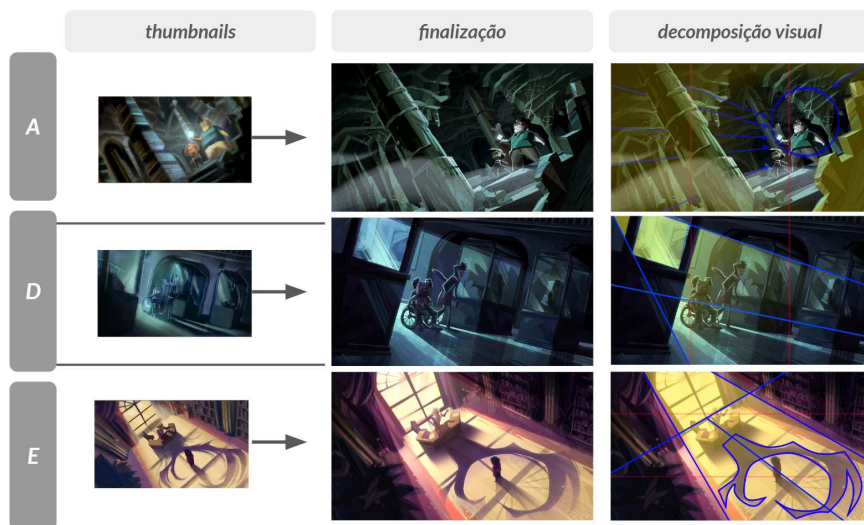 thumbnails
finalização
decomposição visual
A
D
E